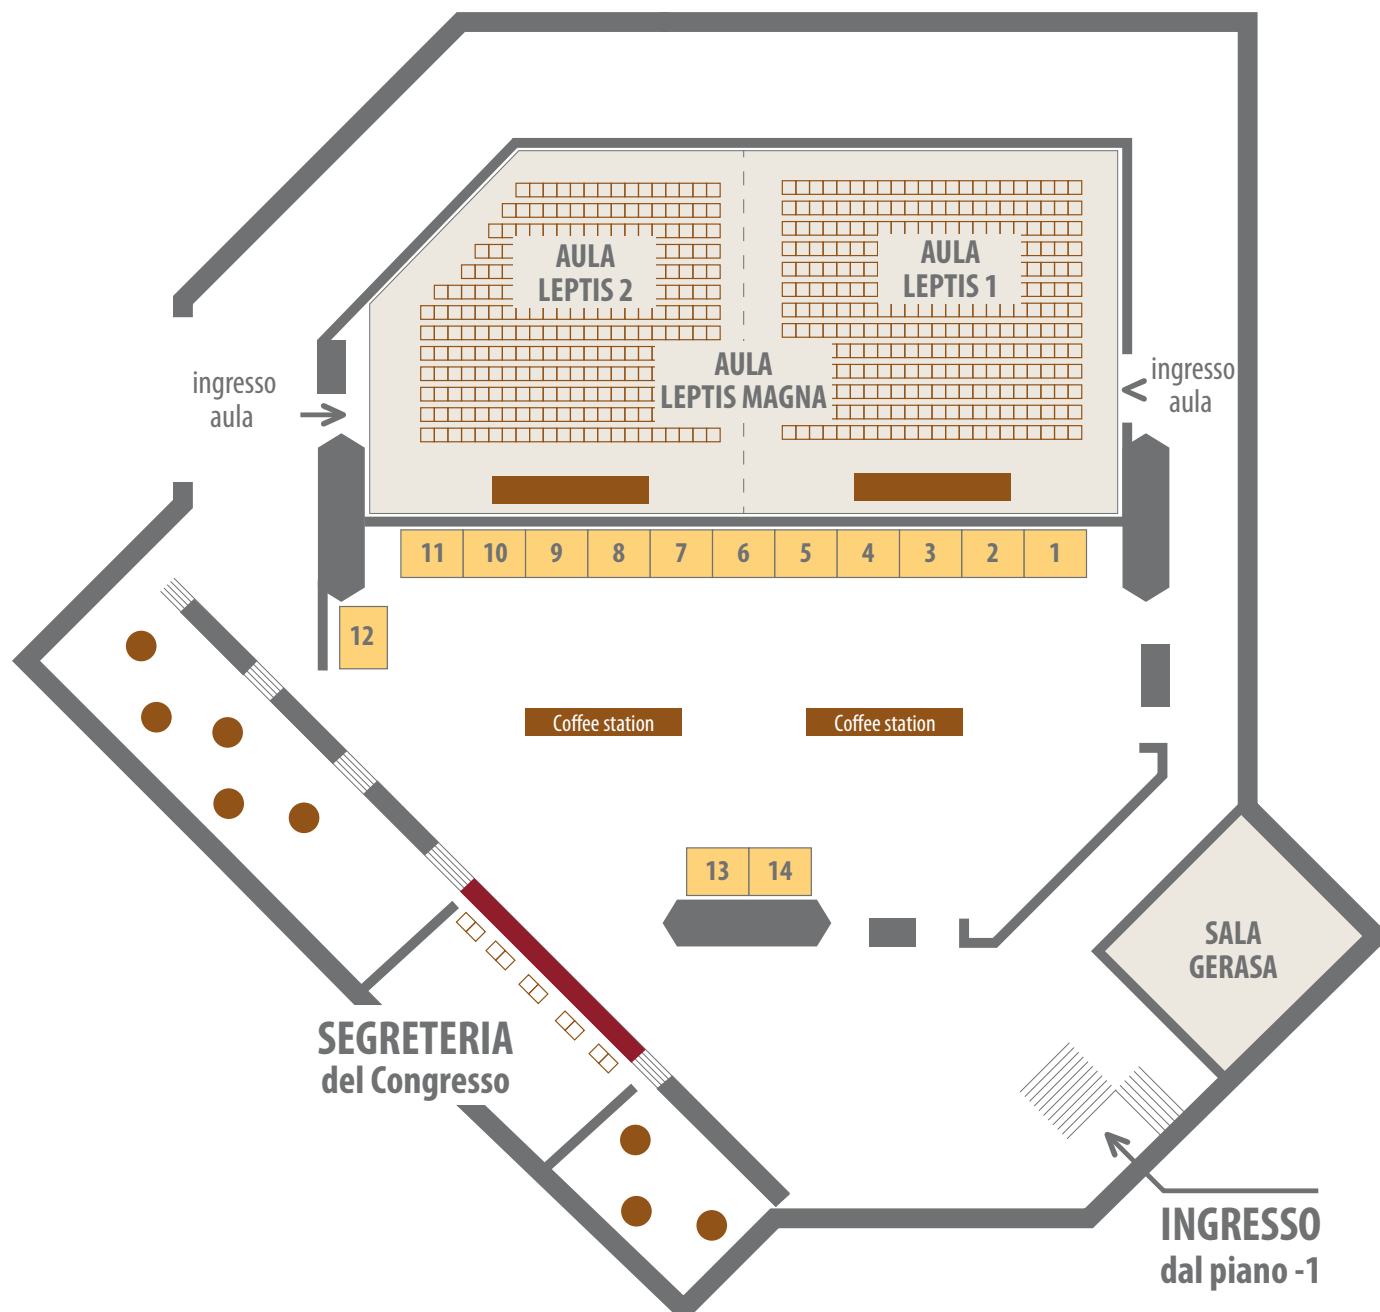 AULA
LEPTIS 2
AULA
LEPTIS 1
AULA
LEPTIS MAGNA
ingresso
aula
ingresso
aula
11 10 9 8 7 6 5 4 3 2 1
12
Coffee station Coffee station
13 14
SALA
GERASA
SEGRETERIA
del Congresso
INGRESSO
dal piano -1